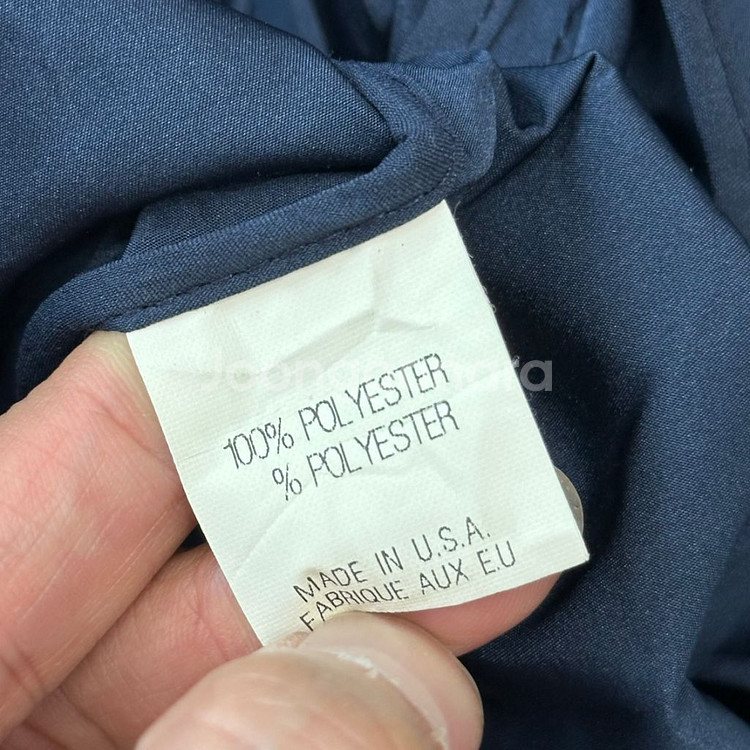 100% POLYESTER
% POLYESTER
MADE IN U.S.A.
FABRIQUE AUX E.U